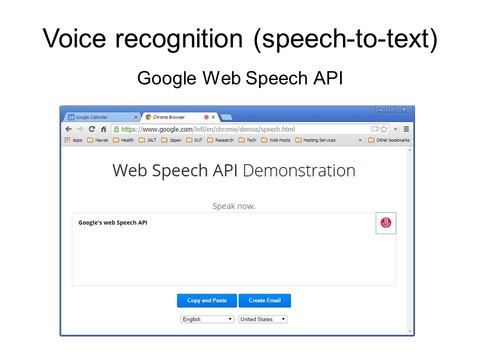 Voice recognition (speech-to-text)
Google Web Speech API
Google Calendar
Chrome Browser
https://www.google.com/intl/en/chrome/demos/speech.html
Apps Hawaii Health JALT Japan KUT Research Tech Web Hosts Hosting Services » Other bookmarks
Web Speech API Demonstration
Speak now.
Google's web Speech API
Copy and Paste Create Email
English United States